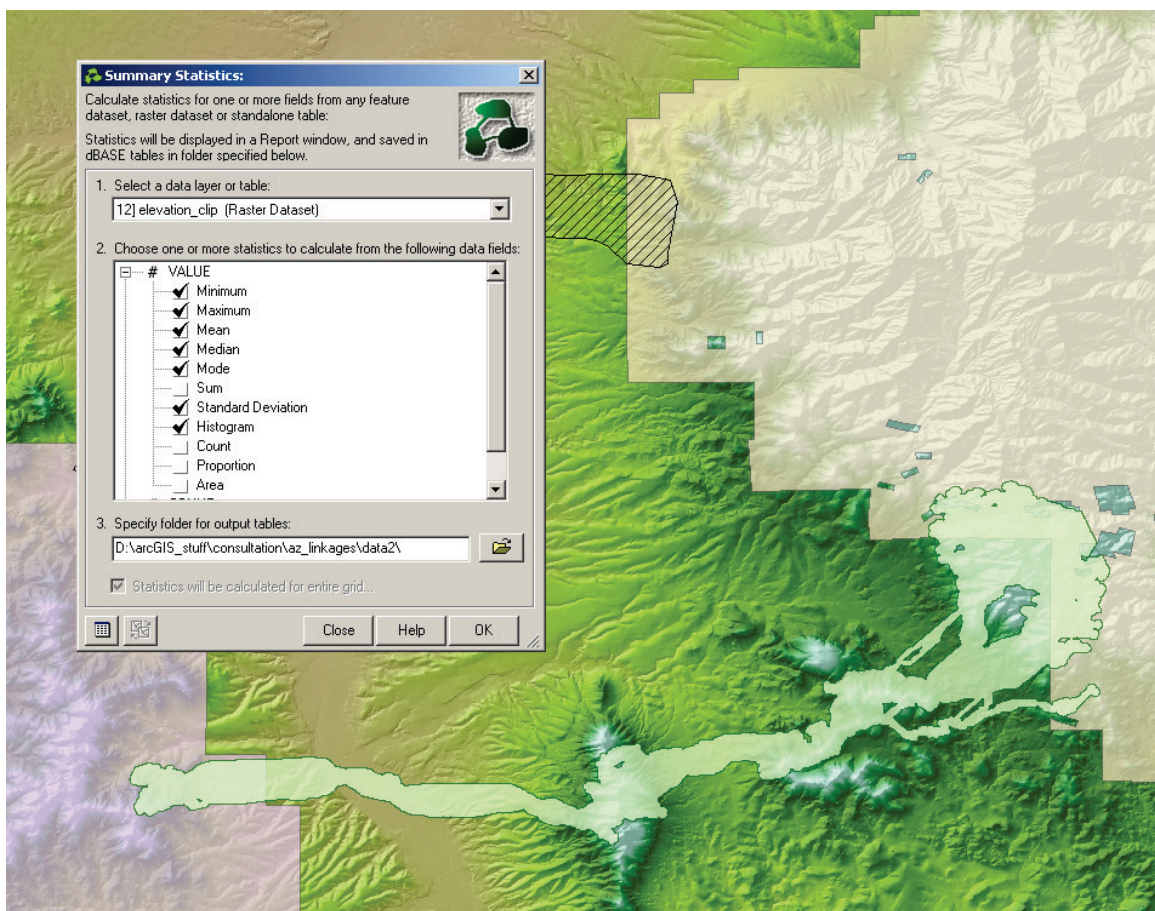 Summary Statistics:
Calculate statistics for one or more fields from any feature
dataset, raster dataset or standalone table:
Statistics will be displayed in a Report window, and saved in
dBASE tables in folder specified below.
1. Select a data layer or table:
12] elevation_clip (Raster Dataset)
2. Choose one or more statistics to calculate from the following data fields:
# VALUE
Minimum
Maximum
Mean
Median
Mode
Sum
Standard Deviation
Histogram
Count
Proportion
Area
3. Specify folder for output tables:
D:\arcGIS_stuff\consultation\az_linkages\data2\
Statistics will be calculated for entire grid...
Close Help OK